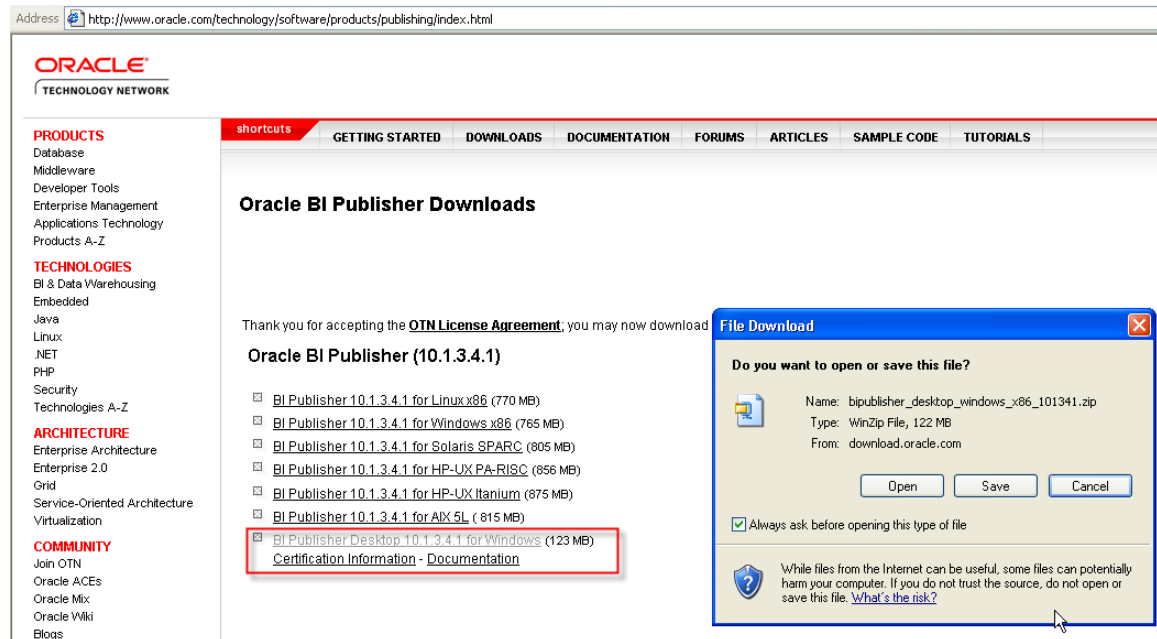 Address http://www.oracle.com/technology/software/products/publishing/index.html
ORACLE
TECHNOLOGY NETWORK
PRODUCTS
Database
Middleware
Developer Tools
Enterprise Management
Applications Technology
Products A-Z
TECHNOLOGIES
BI & Data Warehousing
Embedded
Java
Linux
.NET
PHP
Security
Technologies A-Z
ARCHITECTURE
Enterprise Architecture
Enterprise 2.0
Grid
Service-Oriented Architecture
Virtualization
COMMUNITY
Join OTN
Oracle ACEs
Oracle Mix
Oracle Wiki
Blogs
shortcuts GETTING STARTED DOWNLOADS DOCUMENTATION FORUMS ARTICLES SAMPLE CODE TUTORIALS
Oracle BI Publisher Downloads
Thank you for accepting the OTN License Agreement; you may now download
Oracle BI Publisher (10.1.3.4.1)
BI Publisher 10.1.3.4.1 for Linux x86 (770 MB)
BI Publisher 10.1.3.4.1 for Windows x86 (765 MB)
BI Publisher 10.1.3.4.1 for Solaris SPARC (805 MB)
BI Publisher 10.1.3.4.1 for HP-UX PA-RISC (856 MB)
BI Publisher 10.1.3.4.1 for HP-UX Itanium (875 MB)
BI Publisher 10.1.3.4.1 for AIX 5L ( 815 MB)
BI Publisher Desktop 10.1.3.4.1 for Windows (123 MB)
Certification Information - Documentation
File Download
Do you want to open or save this file?
Name: bipublisher_desktop_windows_x86_101341.zip
Type: WinZip File, 122 MB
From: download.oracle.com
Open Save Cancel
Always ask before opening this type of file
While files from the Internet can be useful, some files can potentially
harm your computer. If you do not trust the source, do not open or
save this file. What's the risk?